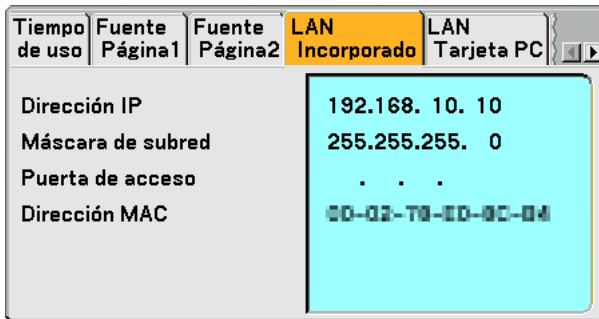 Tiempo de uso
Fuente Página1
Fuente Página2
LAN Incorporado
LAN Tarjeta PC
Dirección IP 192.168. 10. 10
Máscara de subred 255.255.255. 0
Puerta de acceso . . .
Dirección MAC